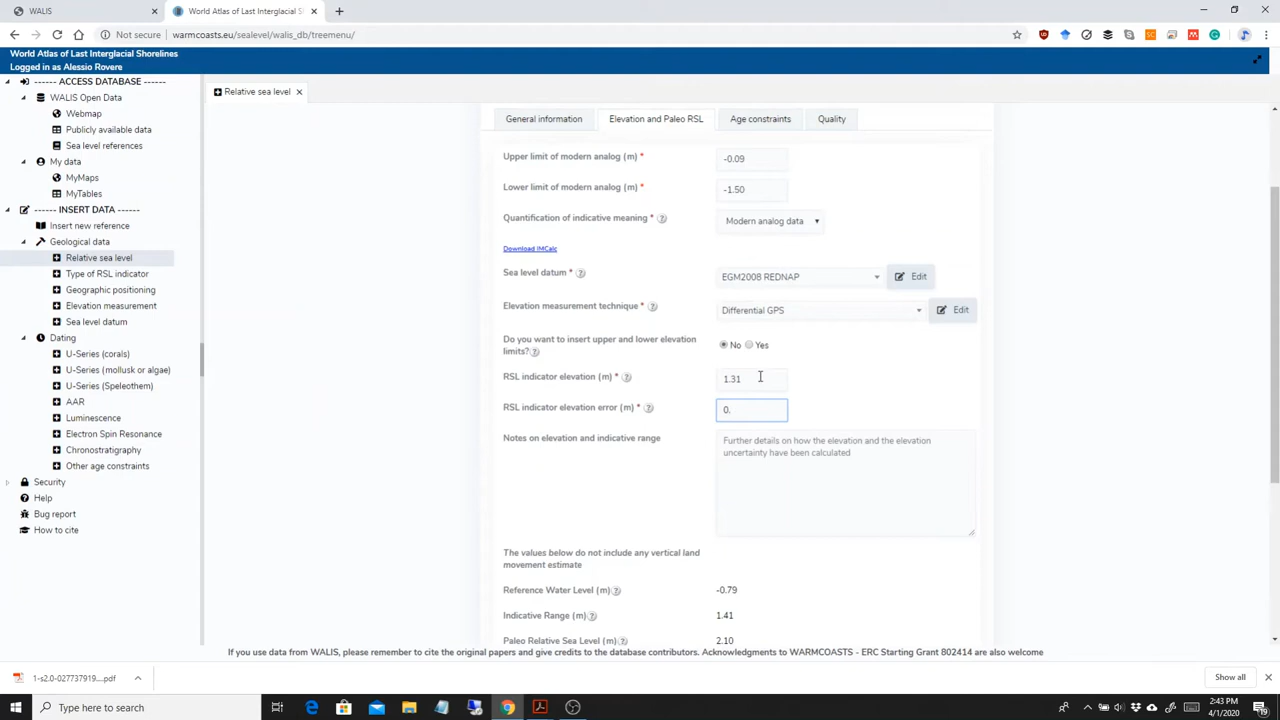 WALIS
World Atlas of Last Interglacial S
Not secure
warmcoasts.eu/sealevel/walis_db/treemenu/
World Atlas of Last Interglacial Shorelines
Logged in as Alessio Rovere
------ ACCESS DATABASE ------
WALIS Open Data
Webmap
Publicly available data
Sea level references
My data
MyMaps
MyTables
------ INSERT DATA ------
Insert new reference
Geological data
Relative sea level
Type of RSL indicator
Geographic positioning
Elevation measurement
Sea level datum
Dating
U-Series (corals)
U-Series (mollusk or algae)
U-Series (Speleothem)
AAR
Luminescence
Electron Spin Resonance
Chronostratigraphy
Other age constraints
Security
Help
Bug report
How to cite
Relative sea level
General information
Elevation and Paleo RSL
Age constraints
Quality
Upper limit of modern analog (m) *
-0.09
Lower limit of modern analog (m) *
-1.50
Quantification of indicative meaning *
Modern analog data
Download IMCalc
Sea level datum *
EGM2008 REDNAP
Edit
Elevation measurement technique *
Differential GPS
Edit
Do you want to insert upper and lower elevation
limits?
No
Yes
RSL indicator elevation (m) *
1.31
RSL indicator elevation error (m) *
0.
Notes on elevation and indicative range
Further details on how the elevation and the elevation
uncertainty have been calculated
The values below do not include any vertical land
movement estimate
Reference Water Level (m)
-0.79
Indicative Range (m)
1.41
Paleo Relative Sea Level (m)
2.10
If you use data from WALIS, please remember to cite the original papers and give credits to the database contributors. Acknowledgments to WARMCOASTS - ERC Starting Grant 802414 are also welcome
1-s2.0-027737919....pdf
Show all
Type here to search
2:43 PM
4/1/2020